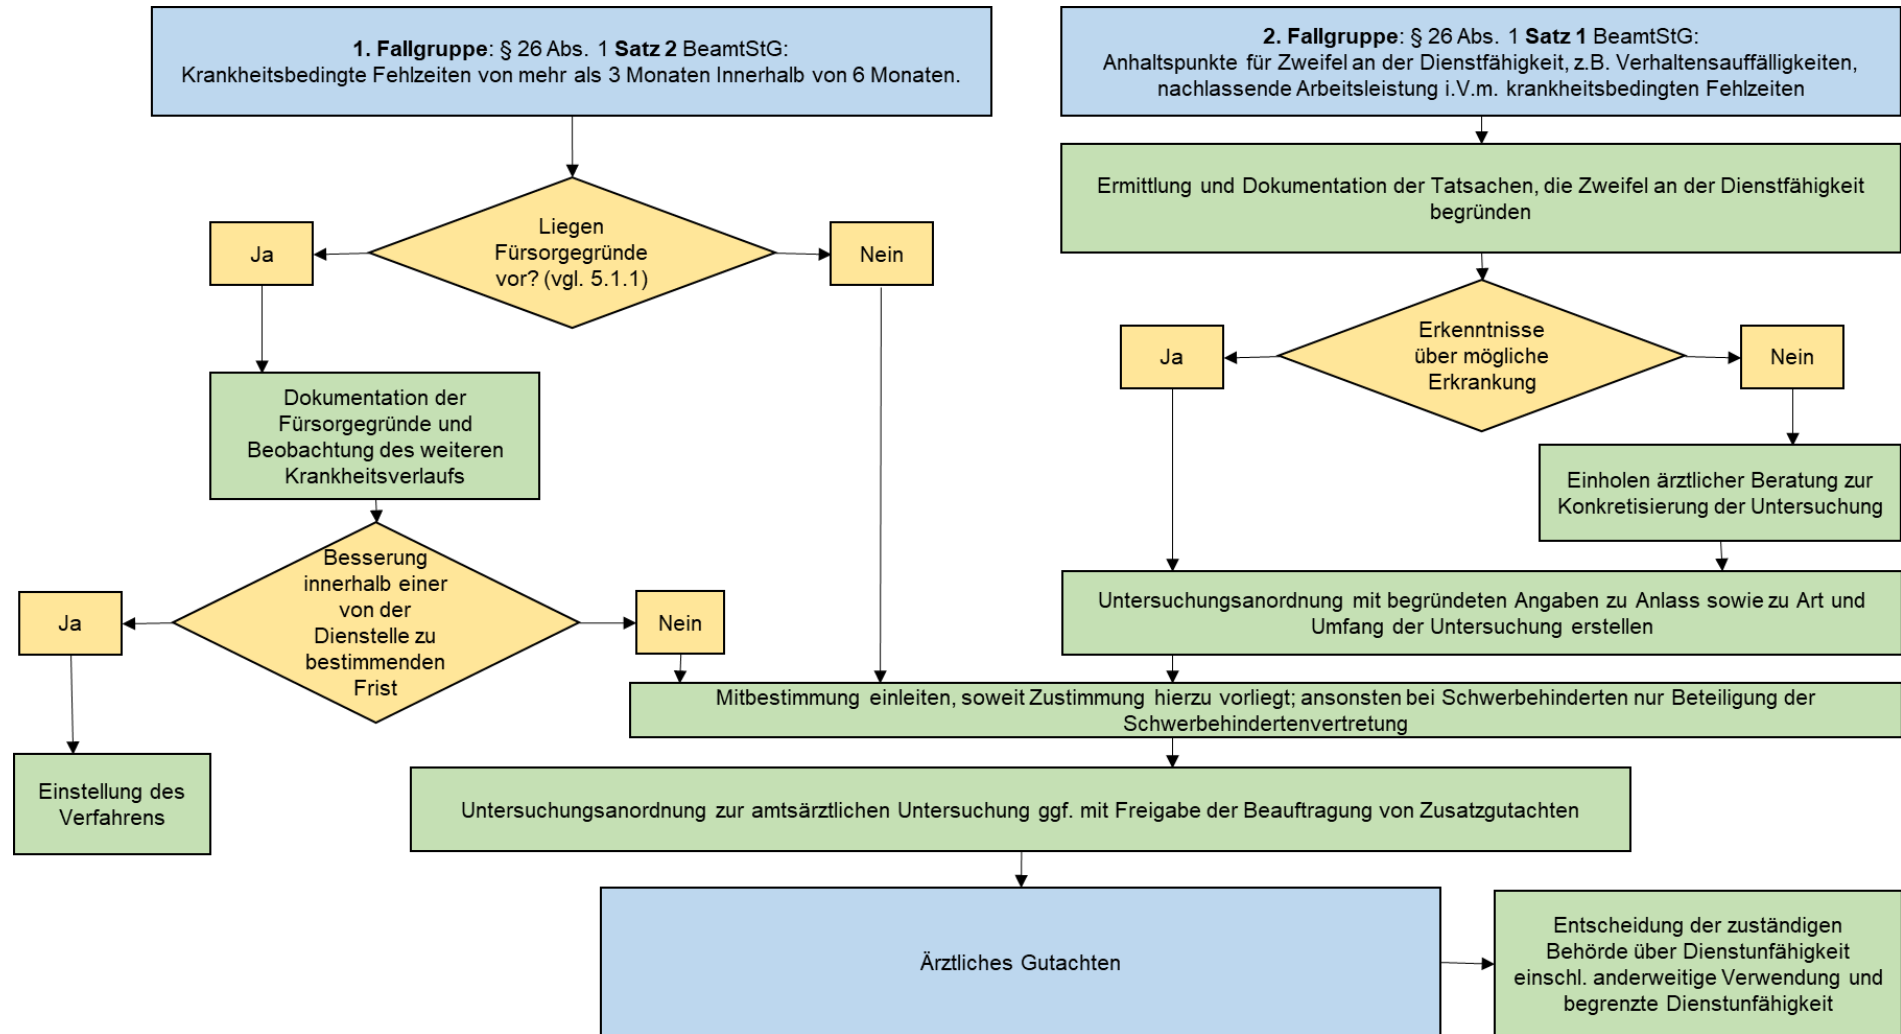 1. Fallgruppe: § 26 Abs. 1 Satz 2 BeamtStG:
Krankheitsbedingte Fehlzeiten von mehr als 3 Monaten Innerhalb von 6 Monaten.
2. Fallgruppe: § 26 Abs. 1 Satz 1 BeamtStG:
Anhaltspunkte für Zweifel an der Dienstfähigkeit, z.B. Verhaltensauffälligkeiten,
nachlassende Arbeitsleistung i.V.m. krankheitsbedingten Fehlzeiten
Ermittlung und Dokumentation der Tatsachen, die Zweifel an der Dienstfähigkeit
begründen
Ja
Liegen
Fürsorgegründe
vor? (vgl. 5.1.1)
Nein
Ja
Erkenntnisse
über mögliche
Erkrankung
Nein
Dokumentation der
Fürsorgegründe und
Beobachtung des weiteren
Krankheitsverlaufs
Einholen ärztlicher Beratung zur
Konkretisierung der Untersuchung
Ja
Besserung
innerhalb einer
von der
Dienstelle zu
bestimmenden
Frist
Nein
Untersuchungsanordnung mit begründeten Angaben zu Anlass sowie zu Art und
Umfang der Untersuchung erstellen
Mitbestimmung einleiten, soweit Zustimmung hierzu vorliegt; ansonsten bei Schwerbehinderten nur Beteiligung der
Schwerbehindertenvertretung
Einstellung des
Verfahrens
Untersuchungsanordnung zur amtsärztlichen Untersuchung ggf. mit Freigabe der Beauftragung von Zusatzgutachten
Ärztliches Gutachten
Entscheidung der zuständigen
Behörde über Dienstunfähigkeit
einschl. anderweitige Verwendung und
begrenzte Dienstunfähigkeit